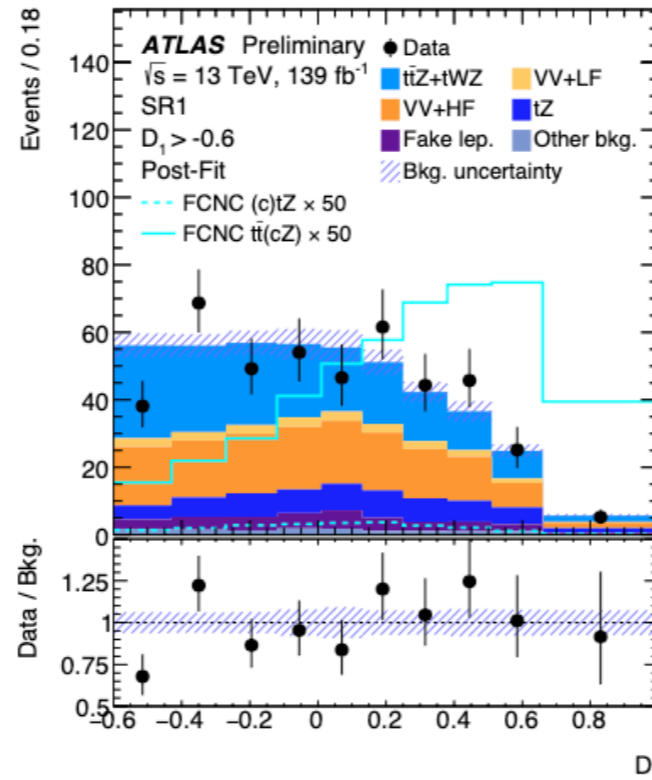 Events / 0.18
140
120
100
80
60
40
20
0
ATLAS Preliminary
√s = 13 TeV, 139 fb⁻¹
SR1
D₁ > -0.6
Post-Fit
FCNC (c)tZ × 50
FCNC tt̄(cZ) × 50
Data
tt̄Z+tWZ
VV+LF
VV+HF
tZ
Fake lep.
Other bkg.
Bkg. uncertainty
Data / Bkg.
1.25
1
0.75
0.5
−0.6 −0.4 −0.2 0 0.2 0.4 0.6 0.8
D